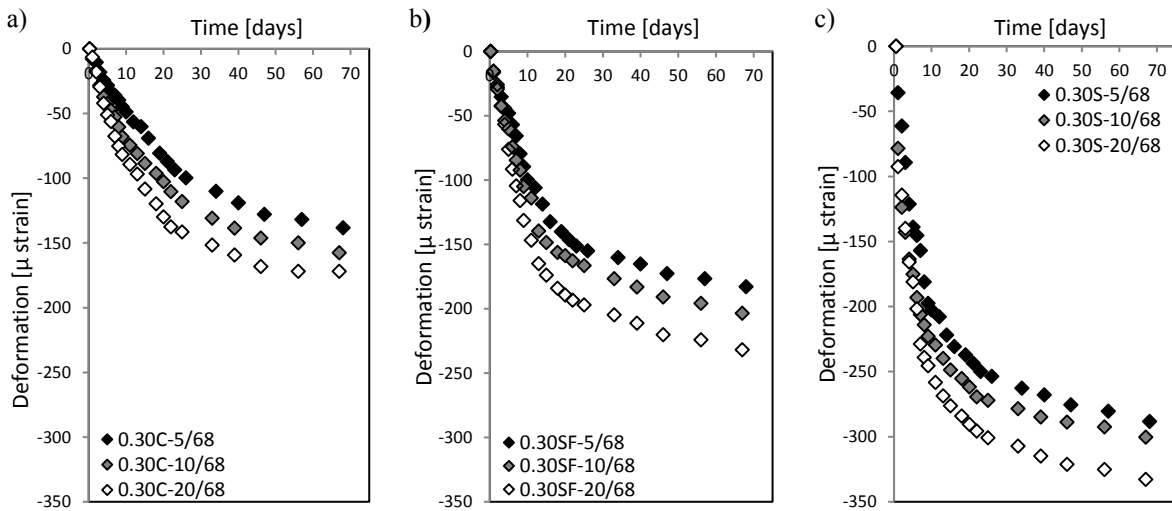 a)
Time [days]
0 10 20 30 40 50 60 70
0
-50
-100
-150
-200
-250
-300
-350
Deformation [µ strain]
0.30C-5/68
0.30C-10/68
0.30C-20/68
b)
Time [days]
0 10 20 30 40 50 60 70
0
-50
-100
-150
-200
-250
-300
-350
Deformation [µ strain]
0.30SF-5/68
0.30SF-10/68
0.30SF-20/68
c)
Time [days]
0 10 20 30 40 50 60 70
0
-50
-100
-150
-200
-250
-300
-350
Deformation [µ strain]
0.30S-5/68
0.30S-10/68
0.30S-20/68